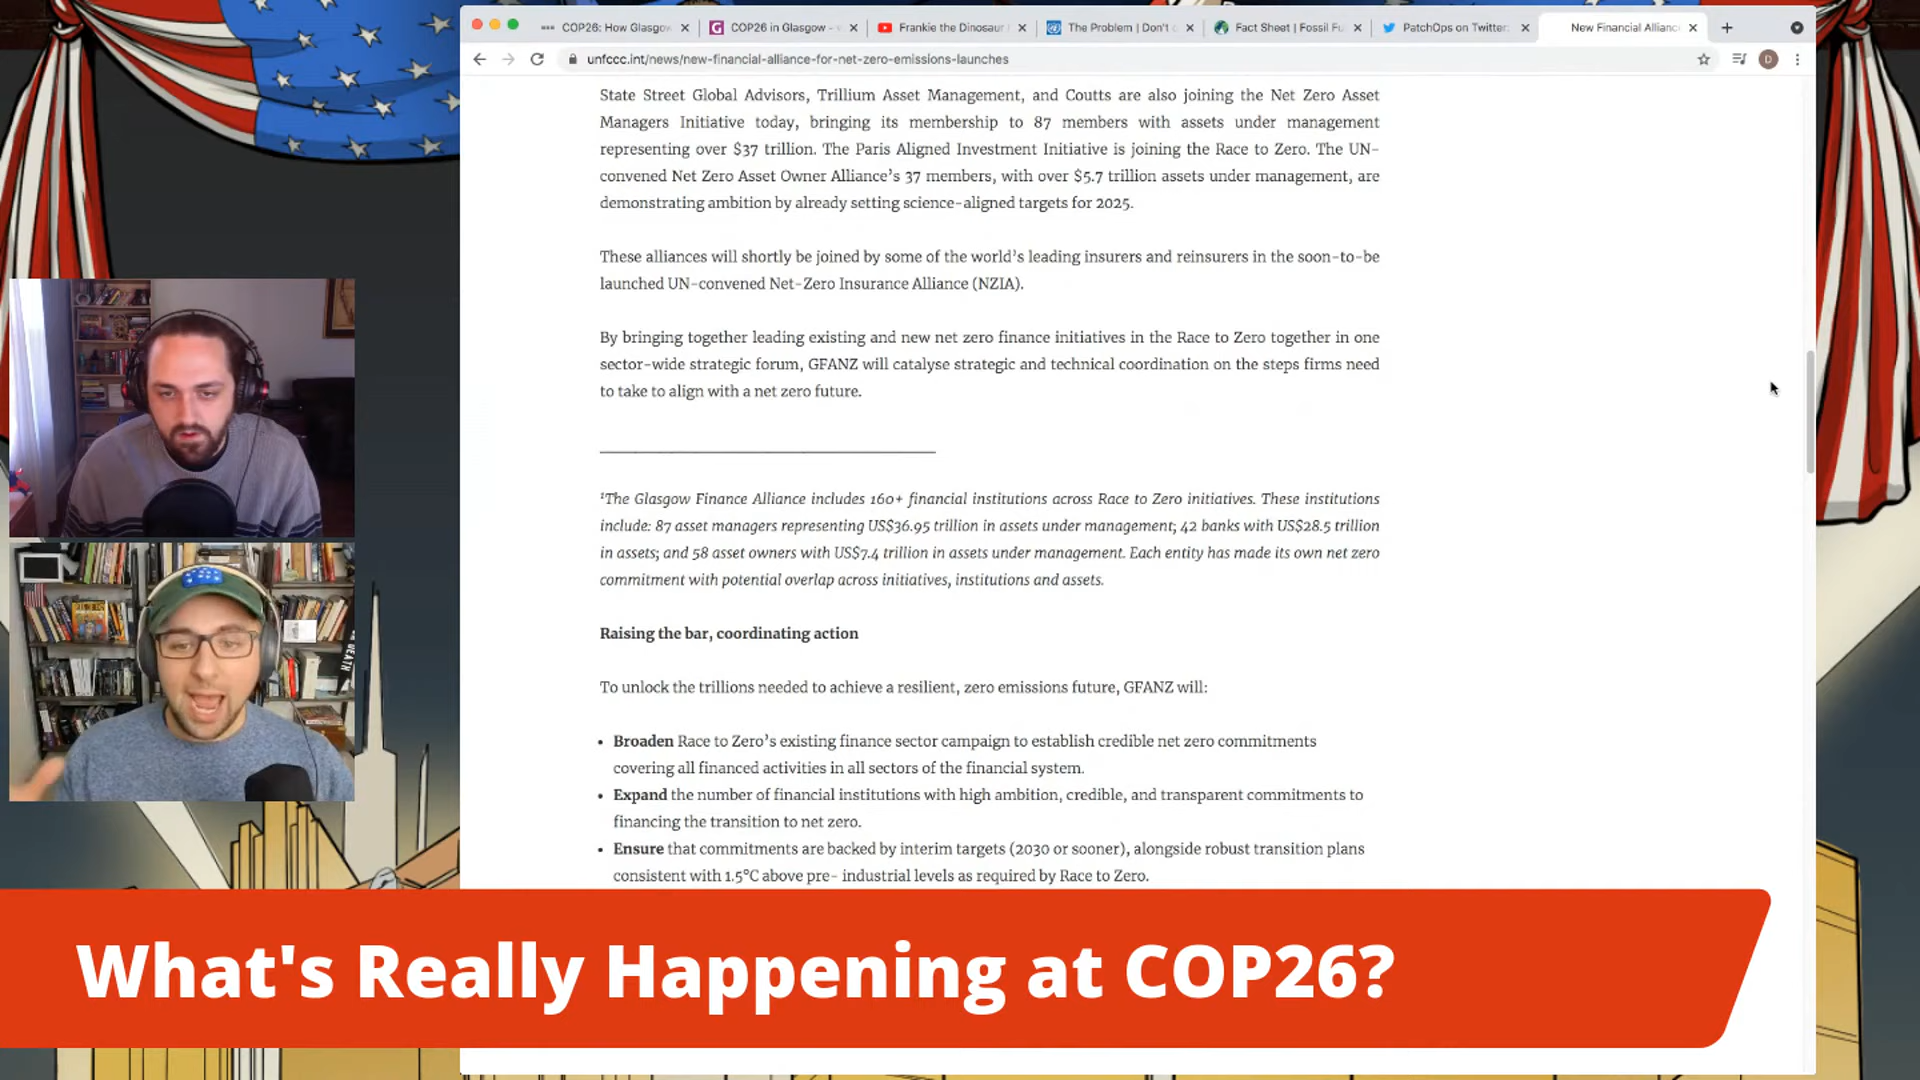 COP26: How Glasgow
COP26 in Glasgow -
Frankie the Dinosaur
The Problem | Don't
Fact Sheet | Fossil Fu
PatchOps on Twitter:
New Financial Alliance
unfccc.int/news/new-financial-alliance-for-net-zero-emissions-launches
D
State Street Global Advisors, Trillium Asset Management, and Coutts are also joining the Net Zero Asset
Managers Initiative today, bringing its membership to 87 members with assets under management
representing over $37 trillion. The Paris Aligned Investment Initiative is joining the Race to Zero. The UN-
convened Net Zero Asset Owner Alliance's 37 members, with over $5.7 trillion assets under management, are
demonstrating ambition by already setting science-aligned targets for 2025.
These alliances will shortly be joined by some of the world's leading insurers and reinsurers in the soon-to-be
launched UN-convened Net-Zero Insurance Alliance (NZIA).
By bringing together leading existing and new net zero finance initiatives in the Race to Zero together in one
sector-wide strategic forum, GFANZ will catalyse strategic and technical coordination on the steps firms need
to take to align with a net zero future.
¹The Glasgow Finance Alliance includes 160+ financial institutions across Race to Zero initiatives. These institutions
include: 87 asset managers representing US$36.95 trillion in assets under management; 42 banks with US$28.5 trillion
in assets; and 58 asset owners with US$7.4 trillion in assets under management. Each entity has made its own net zero
commitment with potential overlap across initiatives, institutions and assets.
Raising the bar, coordinating action
To unlock the trillions needed to achieve a resilient, zero emissions future, GFANZ will:
• Broaden Race to Zero's existing finance sector campaign to establish credible net zero commitments
covering all financed activities in all sectors of the financial system.
• Expand the number of financial institutions with high ambition, credible, and transparent commitments to
financing the transition to net zero.
• Ensure that commitments are backed by interim targets (2030 or sooner), alongside robust transition plans
consistent with 1.5°C above pre- industrial levels as required by Race to Zero.
DEATH
What's Really Happening at COP26?